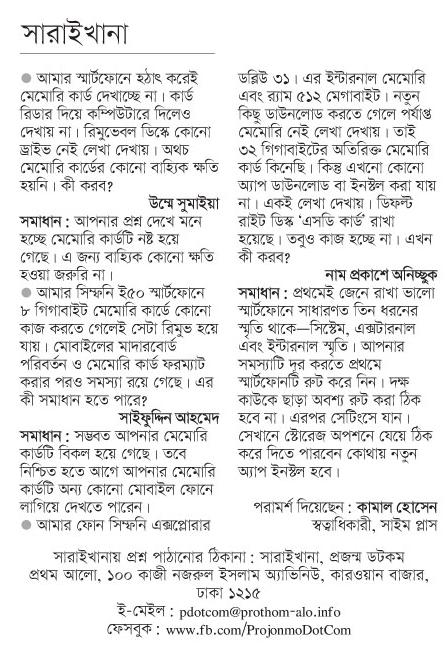 সারাইখানা
● আমার স্মার্টফোনে হঠাৎ করেই
মেমোরি কার্ড দেখাচ্ছে না। কার্ড
রিডার দিয়ে কম্পিউটারে দিলেও
দেখায় না। রিমুভেবল ডিস্কে কোনো
ড্রাইভ নেই লেখা দেখায়। অথচ
মেমোরি কার্ডের কোনো বাহ্যিক ক্ষতি
হয়নি। কী করব?
উম্মে সুমাইয়া
সমাধান : আপনার প্রশ্ন দেখে মনে
হচ্ছে মেমোরি কার্ডটি নষ্ট হয়ে
গেছে। এ জন্য বাহ্যিক কোনো ক্ষতি
হওয়া জরুরি না।
● আমার সিম্ফনি ই৫০ স্মার্টফোনে
৮ গিগাবাইট মেমোরি কার্ডে কোনো
কাজ করতে গেলেই সেটা রিমুভ হয়ে
যায়। মোবাইলের মাদারবোর্ড
পরিবর্তন ও মেমোরি কার্ড ফরম্যাট
করার পরও সমস্যা রয়ে গেছে। এর
কী সমাধান হতে পারে?
সাইফুদ্দিন আহমেদ
সমাধান : সম্ভবত আপনার মেমোরি
কার্ডটি বিকল হয়ে গেছে। তবে
নিশ্চিত হতে আগে আপনার মেমোরি
কার্ডটি অন্য কোনো মোবাইল ফোনে
লাগিয়ে দেখতে পারেন।
● আমার ফোন সিম্ফনি এক্সপ্লোরার
ডব্লিউ ৩১। এর ইন্টারনাল মেমোরি
এবং র‍্যাম ৫১২ মেগাবাইট। নতুন
কিছু ডাউনলোড করতে গেলে পর্যাপ্ত
মেমোরি নেই লেখা দেখায়। তাই
৩২ গিগাবাইটের অতিরিক্ত মেমোরি
কার্ড কিনেছি। কিন্তু এখনো কোনো
অ্যাপ ডাউনলোড বা ইনস্টল করা যায়
না। একই লেখা দেখায়। ডিফল্ট
রাইট ডিস্ক ‘এসডি কার্ড’ রাখা
হয়েছে। তবুও কাজ হচ্ছে না। এখন
কী করব?
নাম প্রকাশে অনিচ্ছুক
সমাধান : প্রথমেই জেনে রাখা ভালো
স্মার্টফোনে সাধারণত তিন ধরনের
স্মৃতি থাকে—সিস্টেম, এক্সটারনাল
এবং ইন্টারনাল স্মৃতি। আপনার
সমস্যাটি দূর করতে প্রথমে
স্মার্টফোনটি রুট করে নিন। দক্ষ
কাউকে ছাড়া অবশ্য রুট করা ঠিক
হবে না। এরপর সেটিংসে যান।
সেখানে স্টোরেজ অপশনে যেয়ে ঠিক
করে দিতে পারবেন কোথায় নতুন
অ্যাপ ইনস্টল হবে।
পরামর্শ দিয়েছেন : কামাল হোসেন
স্বত্বাধিকারী, সাইম প্লাস
সারাইখানায় প্রশ্ন পাঠানোর ঠিকানা : সারাইখানা, প্রজন্ম ডটকম
প্রথম আলো, ১০০ কাজী নজরুল ইসলাম অ্যাভিনিউ, কারওয়ান বাজার,
ঢাকা ১২১৫
ই-মেইল : pdotcom@prothom-alo.info
ফেসবুক : www.fb.com/ProjonmoDotCom